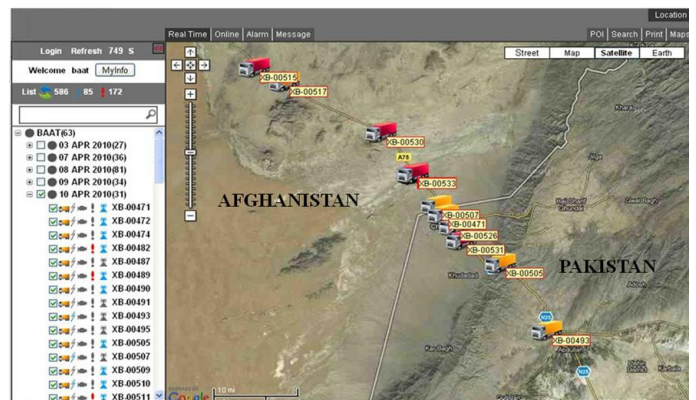 Location
Real Time Online Alarm Message POI Search Print Maps
Login Refresh 749 S
Welcome baat MyInfo
List 586 85 172
BAAT(63)
03 APR 2010(27)
07 APR 2010(36)
08 APR 2010(81)
09 APR 2010(34)
10 APR 2010(31)
XB-00471
XB-00472
XB-00474
XB-00482
XB-00487
XB-00489
XB-00490
XB-00491
XB-00493
XB-00495
XB-00505
XB-00507
XB-00509
XB-00510
XB-00511
Street Map Satellite Earth
XB-00515
XB-00517
XB-00530
A75
XB-00533
AFGHANISTAN
XB-00507
XB-00471
XB-00526
XB-00531
XB-00505
PAKISTAN
Khudadad
N25
XB-00493
N25
10 mi
Google